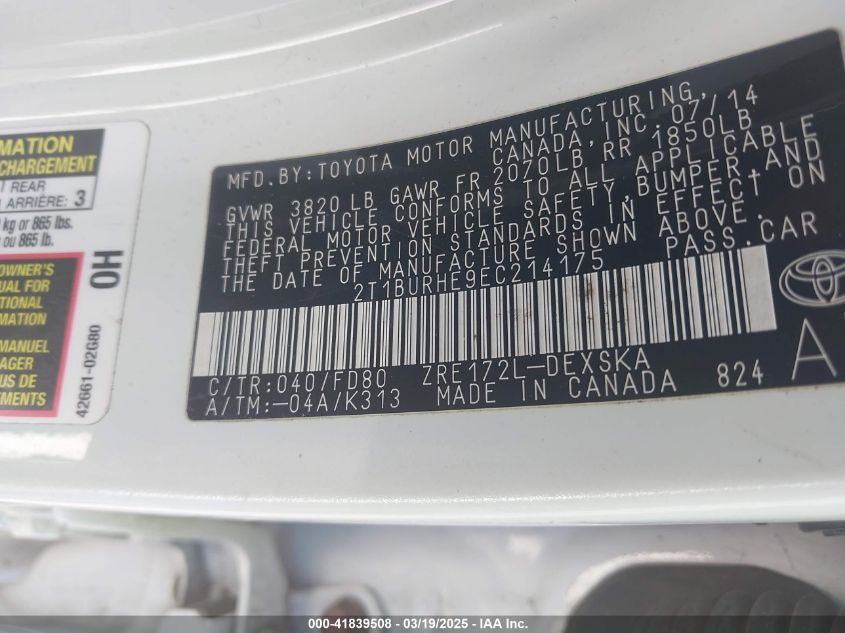 MATION
CHARGEMENT
REAR
ARRIÈRE: 3
kg or 865 lbs.
ou 865 lb.
OWNER'S
UAL FOR
TIONAL
RMATION
MANUEL
AGER
US DE
EMENTS
OH
42661-02G80
MFD. BY: TOYOTA MOTOR MANUFACTURING,
CANADA, INC. 07/14
GVWR 3820 LB GAWR FR 2070LB, RR 1850LB
THIS VEHICLE CONFORMS TO ALL APPLICABLE
FEDERAL MOTOR VEHICLE SAFETY, BUMPER, AND
THEFT PREVENTION STANDARDS IN EFFECT ON
THE DATE OF MANUFACTURE SHOWN ABOVE.
2T1BURHE9EC214175 PASS.CAR
C/TR: 040/FD80 ZRE172L-DEXSKA
A/TM:-04A/K313 MADE IN CANADA 824
A
000-41839508 - 03/19/2025 - IAA, Inc.